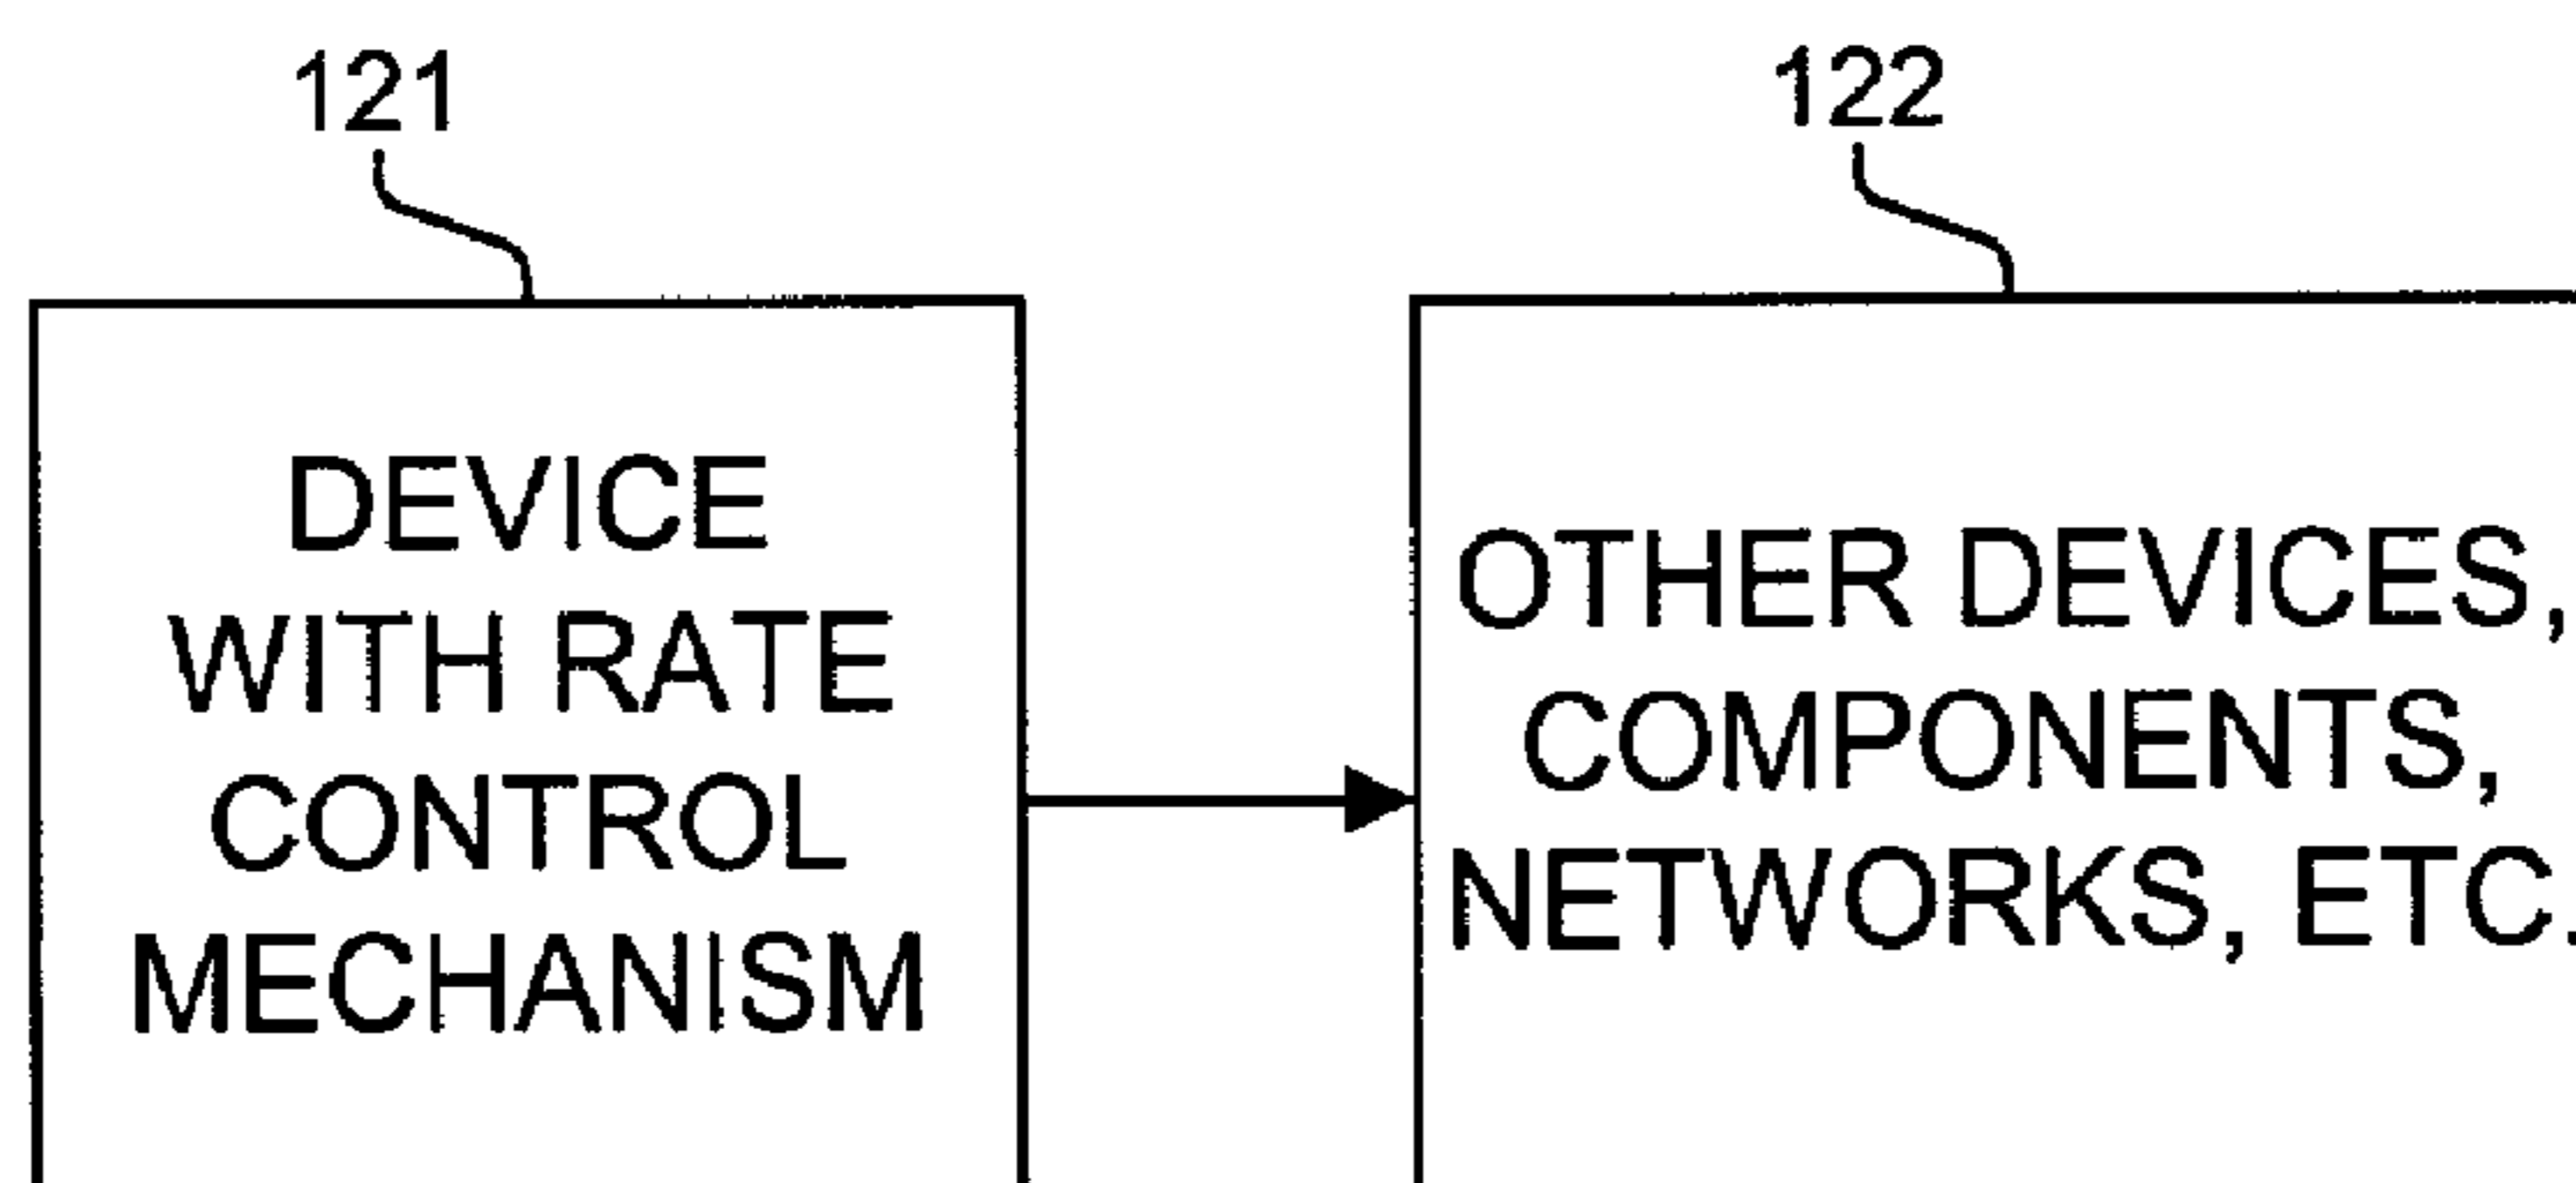 121
122
DEVICE
WITH RATE
CONTROL
MECHANISM
OTHER DEVICES,
COMPONENTS,
NETWORKS, ETC.